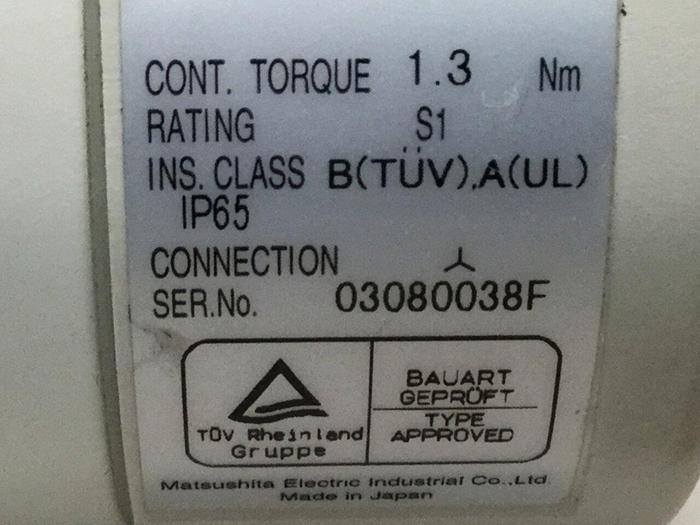 CONT. TORQUE 1.3 Nm
RATING S1
INS. CLASS B(TÜV),A(UL)
IP65
CONNECTION
SER.No. 03080038F
TÜV Rheinland
Gruppe
BAUART
GEPRÜFT
TYPE
APPROVED
Matsushita Electric Industrial Co.,Ltd.
Made in Japan